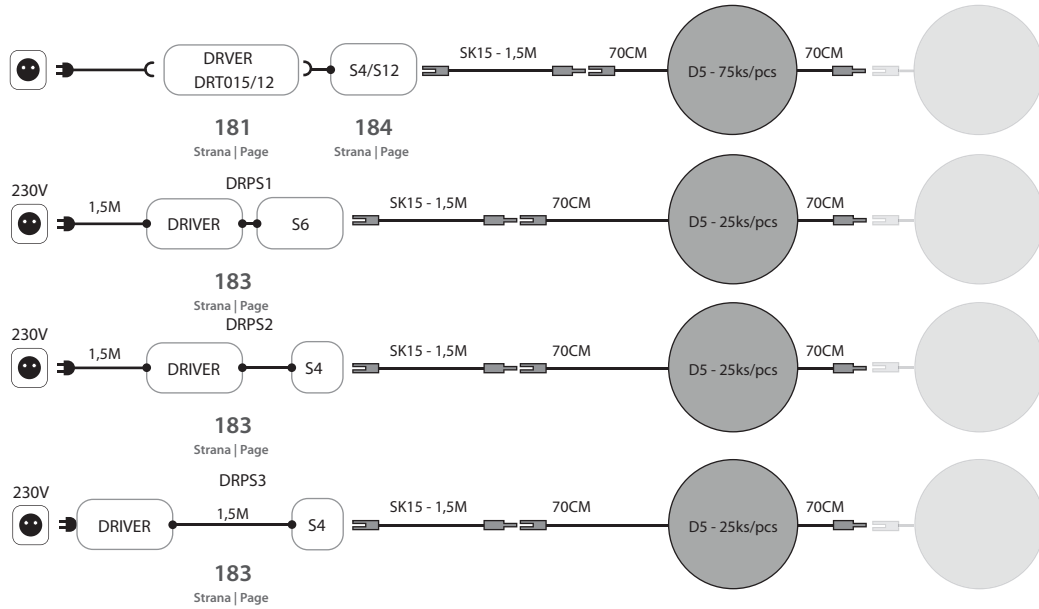 DRVER
DRT015/12
S4/S12
SK15 - 1,5M
70CM
D5 - 75ks/pcs
70CM
181
Strana | Page
184
Strana | Page
230V
1,5M
DRPS1
DRIVER
S6
SK15 - 1,5M
70CM
D5 - 25ks/pcs
70CM
183
Strana | Page
230V
1,5M
DRPS2
DRIVER
S4
SK15 - 1,5M
70CM
D5 - 25ks/pcs
70CM
183
Strana | Page
230V
DRPS3
DRIVER
1,5M
S4
SK15 - 1,5M
70CM
D5 - 25ks/pcs
70CM
183
Strana | Page